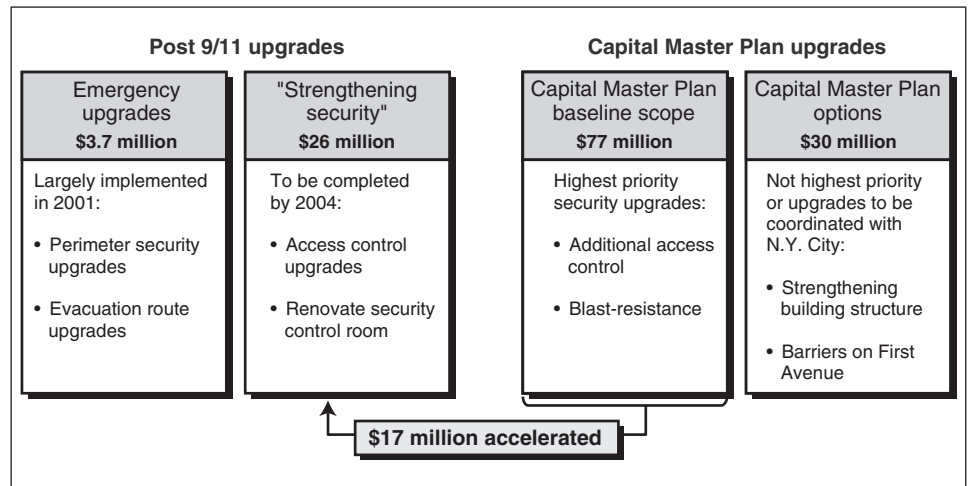 Post 9/11 upgrades
Emergency
upgrades
$3.7 million
Largely implemented
in 2001:
• Perimeter security
upgrades
• Evacuation route
upgrades
"Strengthening
security"
$26 million
To be completed
by 2004:
• Access control
upgrades
• Renovate security
control room
Capital Master Plan upgrades
Capital Master Plan
baseline scope
$77 million
Highest priority
security upgrades:
• Additional access
control
• Blast-resistance
Capital Master Plan
options
$30 million
Not highest priority
or upgrades to be
coordinated with
N.Y. City:
• Strengthening
building structure
• Barriers on First
Avenue
$17 million accelerated